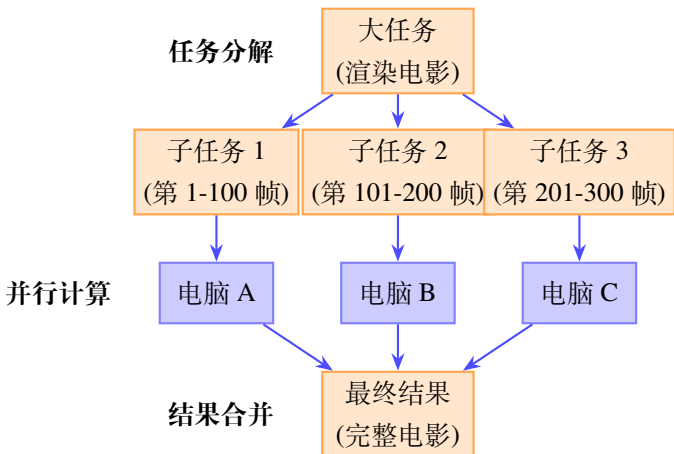 任务分解
大任务
(渲染电影)
子任务 1
(第 1-100 帧)
子任务 2
(第 101-200 帧)
子任务 3
(第 201-300 帧)
并行计算
电脑 A
电脑 B
电脑 C
结果合并
最终结果
(完整电影)